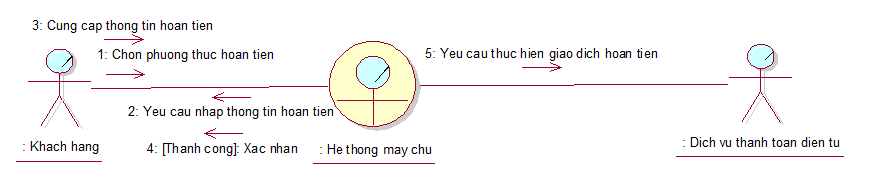 3: Cung cap thong tin hoan tien
1: Chon phuong thuc hoan tien
5: Yeu cau thuc hien giao dich hoan tien
2: Yeu cau nhap thong tin hoan tien
: Khach hang
4: [Thanh cong]: Xac nhan
: He thong may chu
: Dich vu thanh toan dien tu